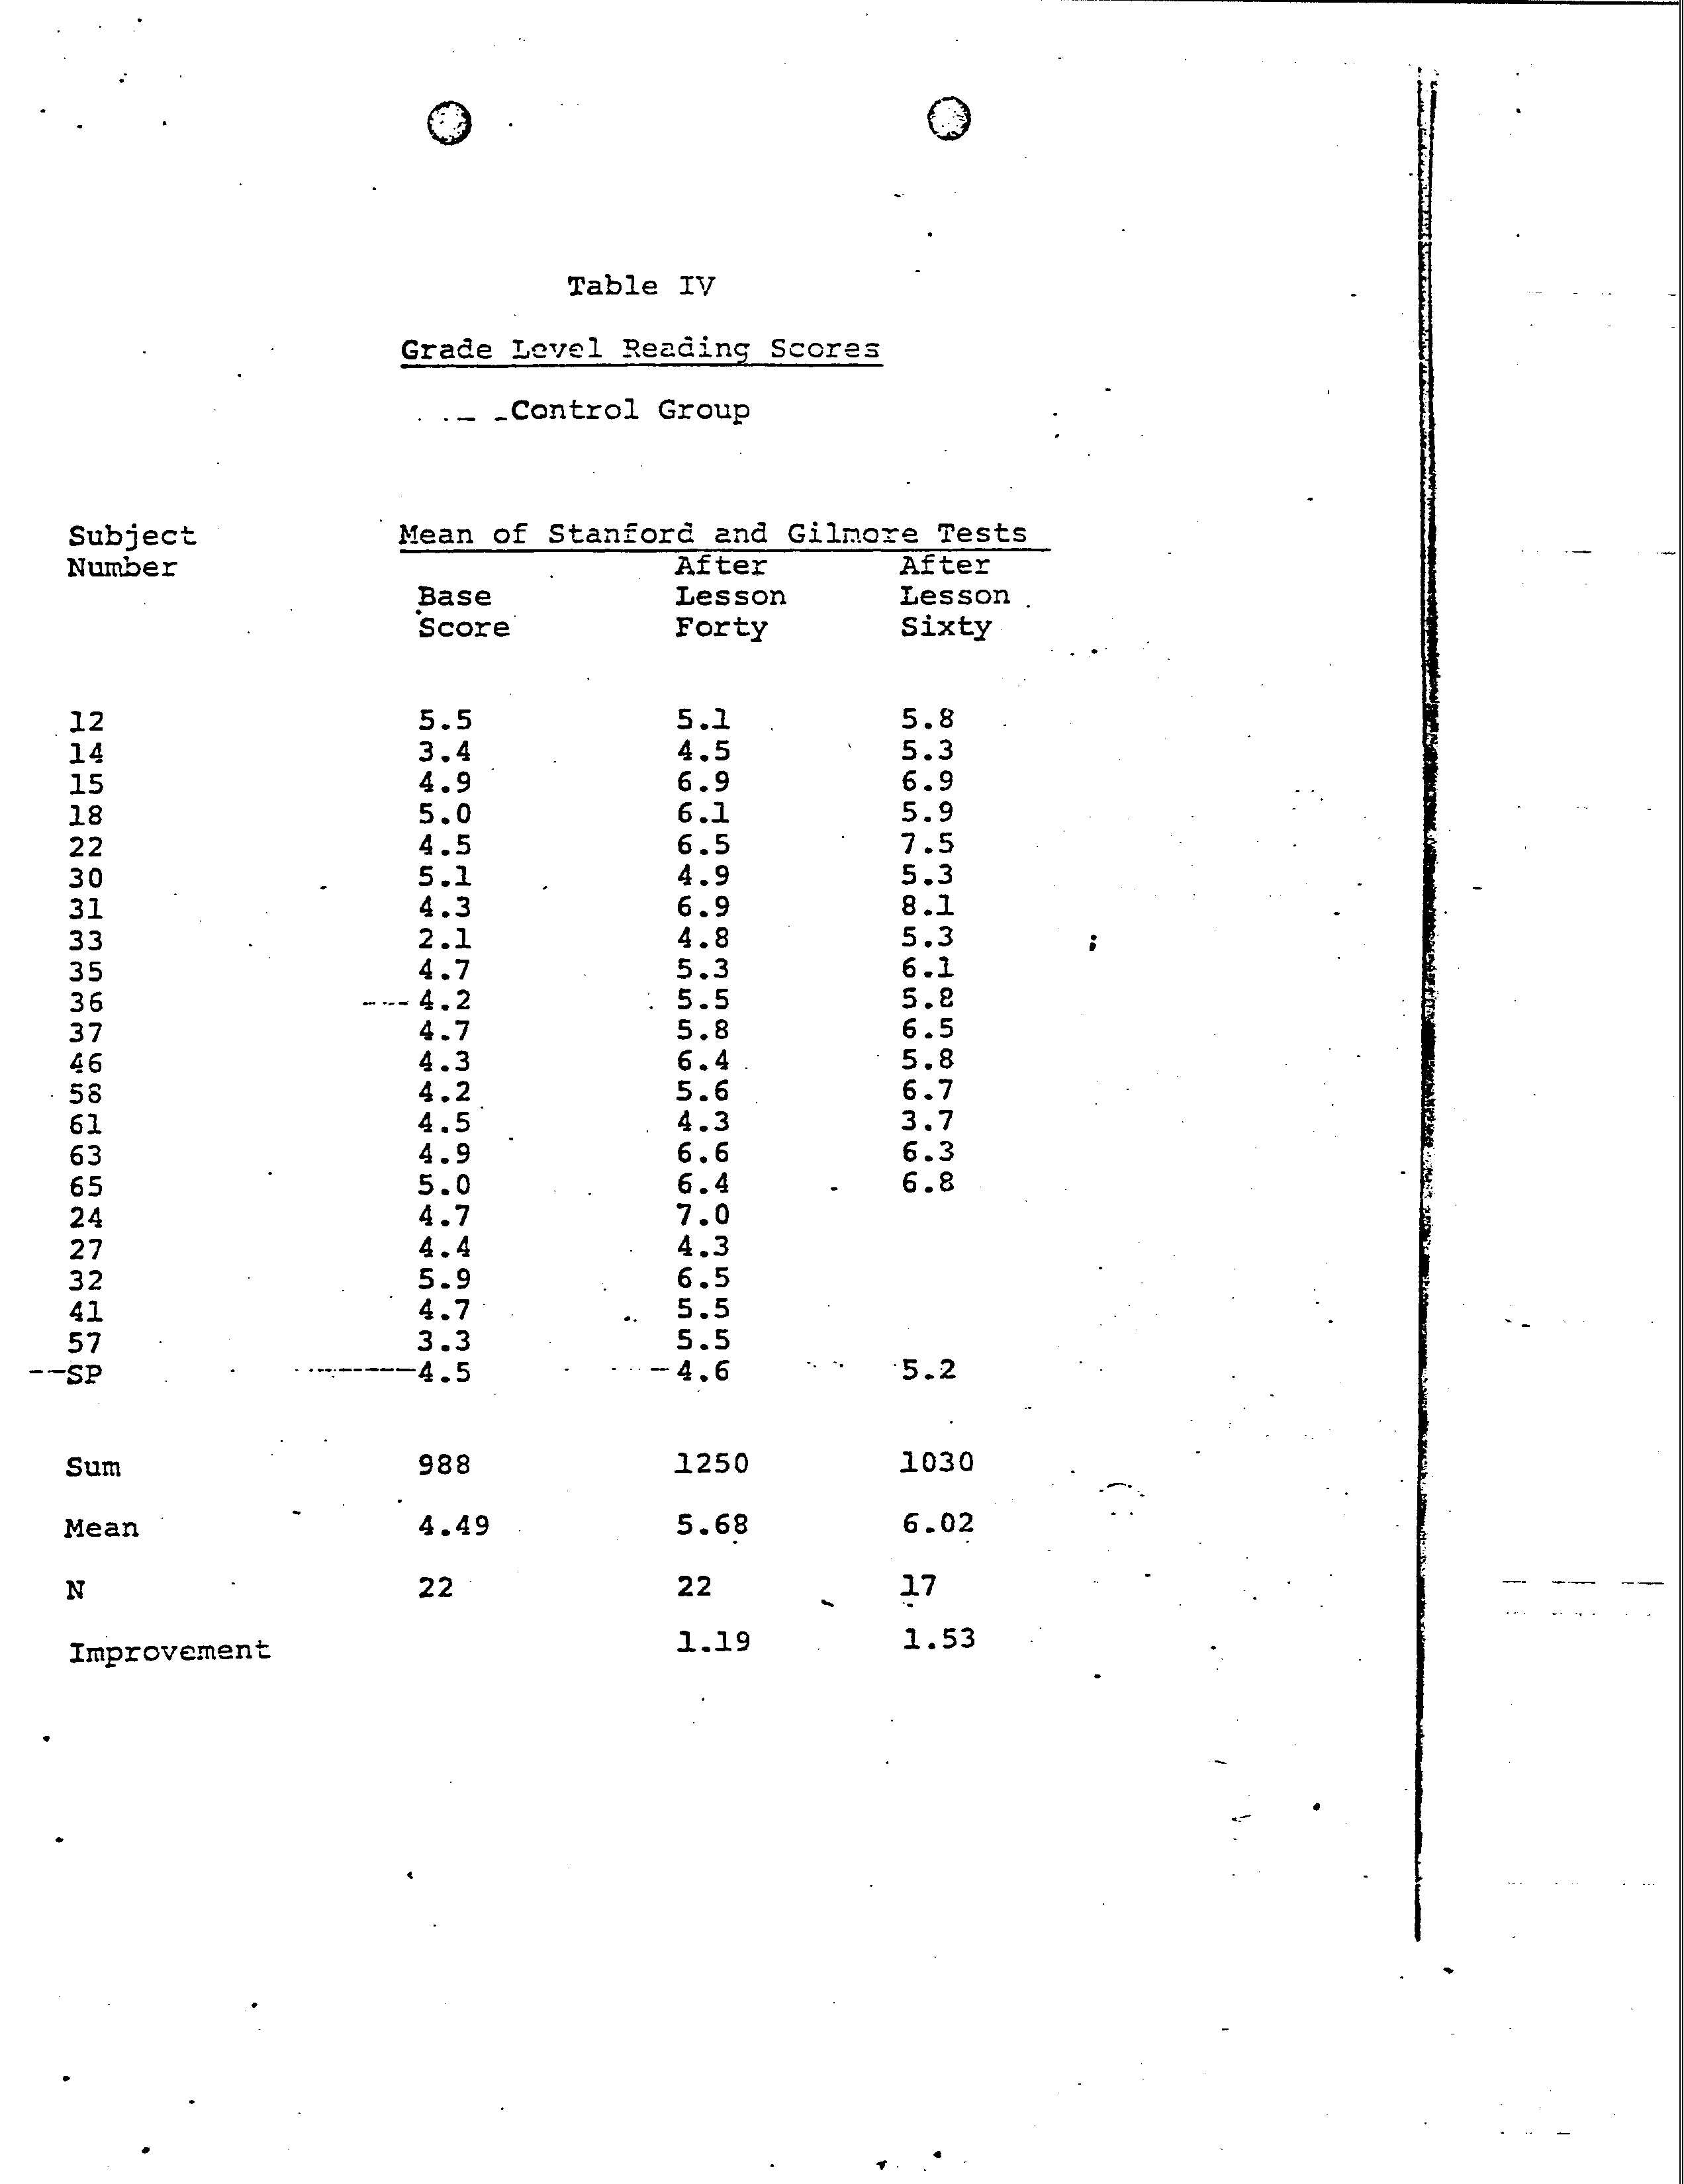 Table IV
Grade Level Reading Scores
Control Group
Subject Mean of Stanford and Gilmore Tests
Number After After
Base Lesson Lesson
Score Forty Sixty
12 5.5 5.1 5.8
14 3.4 4.5 5.3
15 4.9 6.9 6.9
18 5.0 6.1 5.9
22 4.5 6.5 7.5
30 5.1 4.9 5.3
31 4.3 6.9 8.1
33 2.1 4.8 5.3
35 4.7 5.3 6.1
36 4.2 5.5 5.8
37 4.7 5.8 6.5
46 4.3 6.4 5.8
58 4.2 5.6 6.7
61 4.5 4.3 3.7
63 4.9 6.6 6.3
65 5.0 6.4 6.8
24 4.7 7.0
27 4.4 4.3
32 5.9 6.5
41 4.7 5.5
57 3.3 5.5
SP 4.5 4.6 5.2
Sum 988 1250 1030
Mean 4.49 5.68 6.02
N 22 22 17
Improvement 1.19 1.53